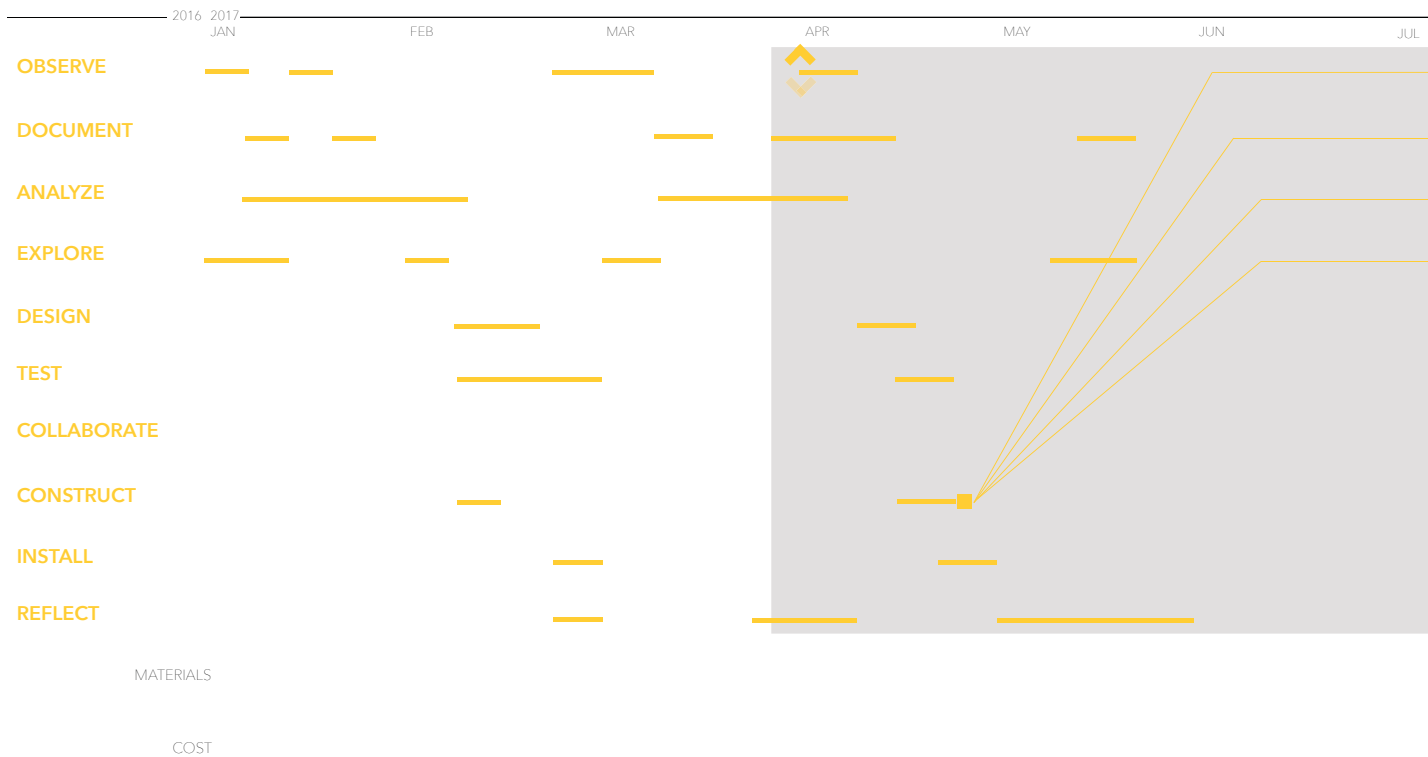 2016 2017
JAN FEB MAR APR MAY JUN JUL
OBSERVE
DOCUMENT
ANALYZE
EXPLORE
DESIGN
TEST
COLLABORATE
CONSTRUCT
INSTALL
REFLECT
MATERIALS
COST